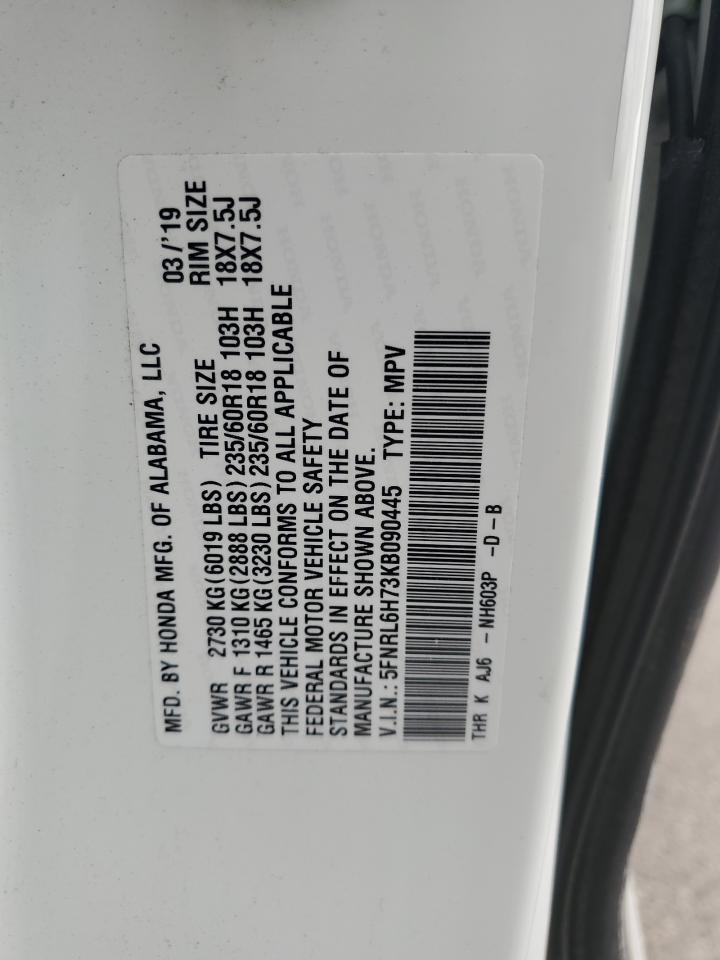 MFD. BY HONDA MFG. OF ALABAMA, LLC 03/'19
GVWR 2730 KG(6019 LBS) TIRE SIZE RIM SIZE
GAWR F 1310 KG(2888 LBS)235/60R18 103H 18X7.5J
GAWR R 1465 KG(3230 LBS)235/60R18 103H 18X7.5J
THIS VEHICLE CONFORMS TO ALL APPLICABLE
FEDERAL MOTOR VEHICLE SAFETY
STANDARDS IN EFFECT ON THE DATE OF
MANUFACTURE SHOWN ABOVE.
V.I.N.: 5FNRL6H73KB090445 TYPE: MPV
THR K AJ6 - NH603P -D -B